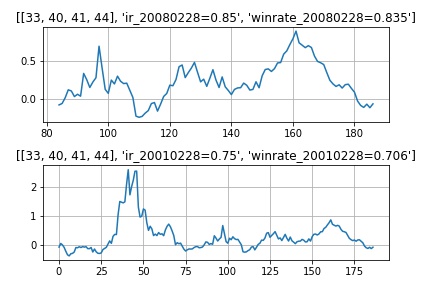 [[33, 40, 41, 44], 'ir_20080228=0.85', 'winrate_20080228=0.835']
0.5
0.0
80 100 120 140 160 180
[[33, 40, 41, 44], 'ir_20010228=0.75', 'winrate_20010228=0.706']
2
1
0
0 25 50 75 100 125 150 175